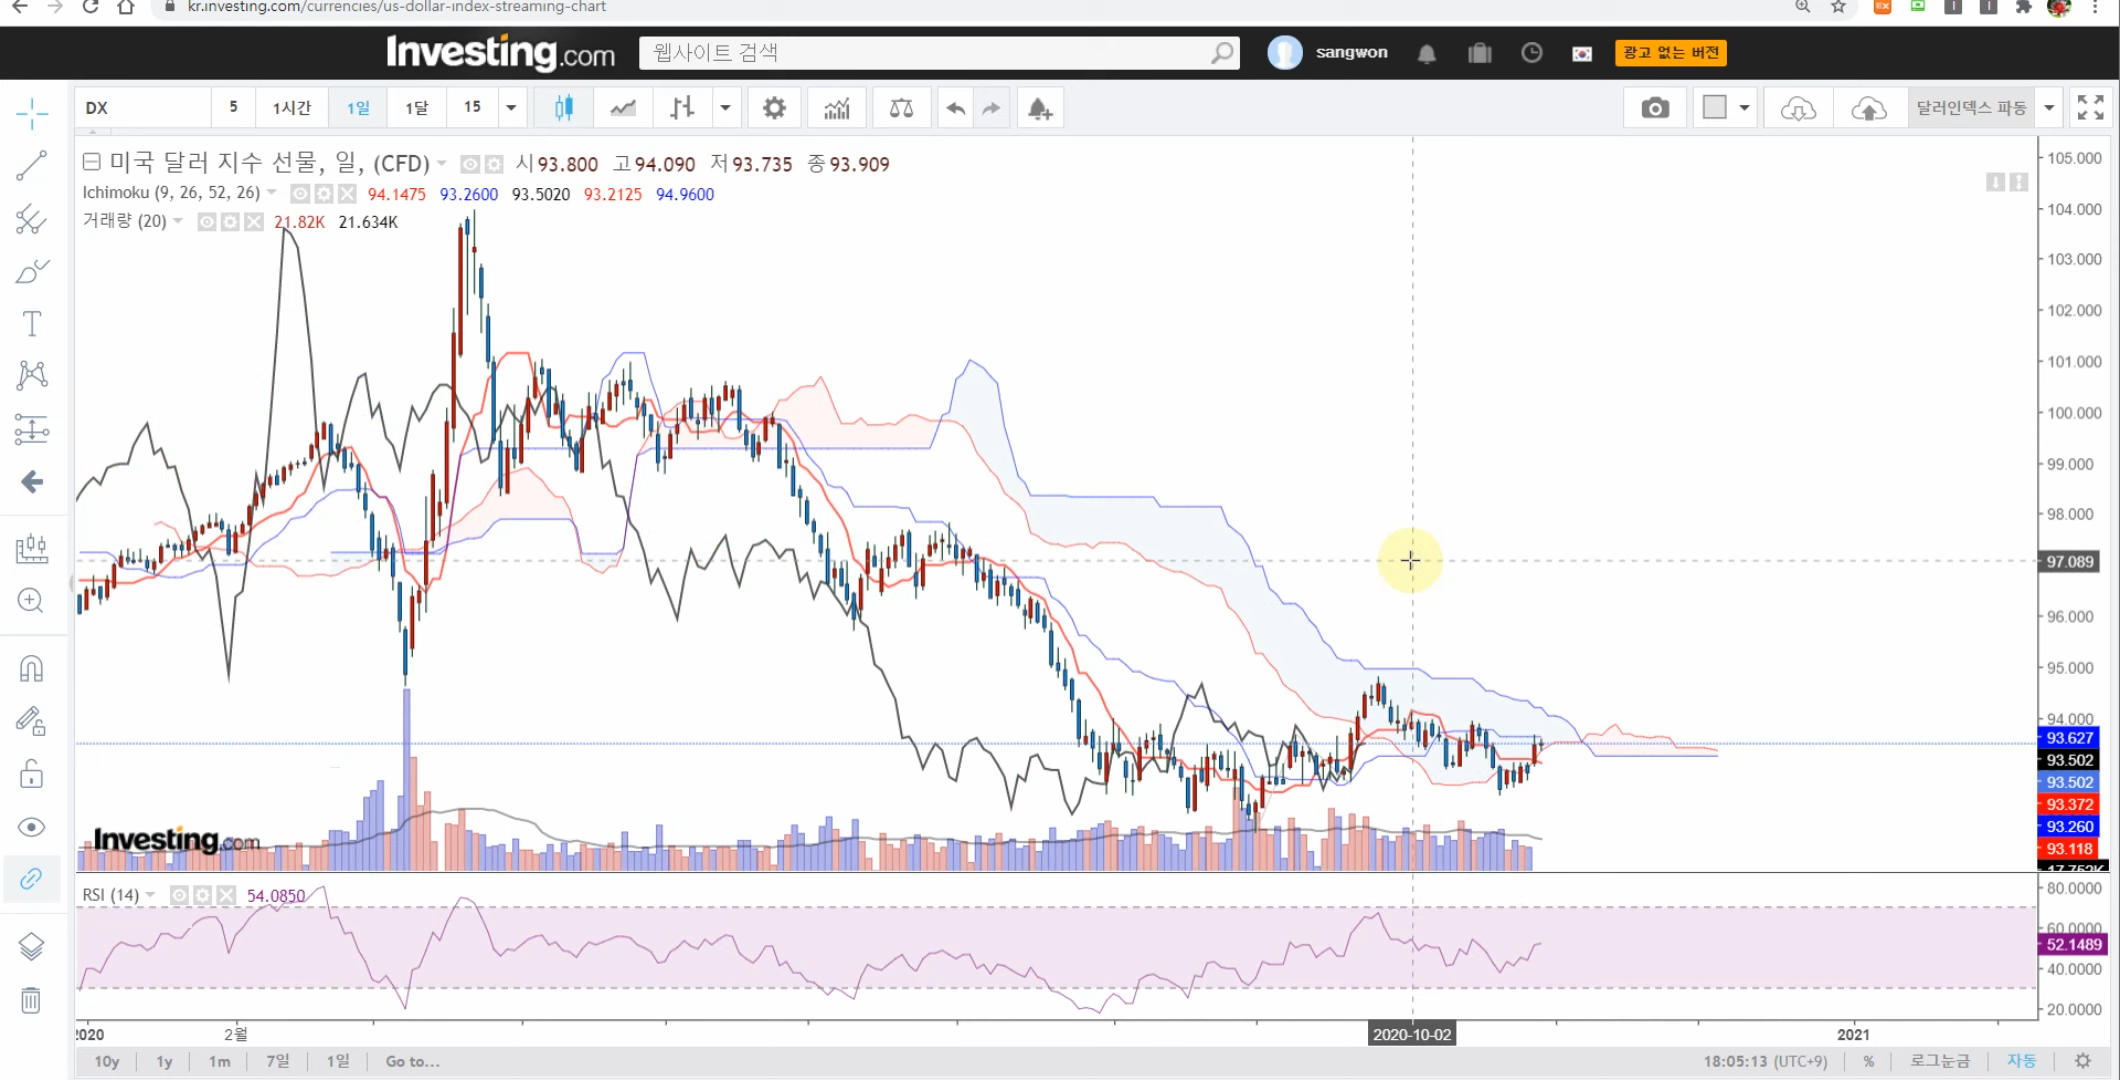 kr.investing.com/currencies/us-dollar-index-streaming-chart
Investing.com 웹사이트 검색 sangwon 광고 없는 버전
DX 5 1시간 1일 1달 15 달러인덱스 파동
미국 달러 지수 선물, 일, (CFD) 시93.800 고94.090 저93.735 종93.909
Ichimoku (9, 26, 52, 26) 94.1475 93.2600 93.5020 93.2125 94.9600
거래량 (20) 21.82K 21.634K
105.000
104.000
103.000
102.000
101.000
100.000
99.000
98.000
97.089
96.000
95.000
94.000
93.627
93.502
93.502
93.372
93.260
93.118
17.752K
Investing.com
RSI (14) 54.0850
80.0000
60.0000
52.1489
40.0000
20.0000
2020 2월 2020-10-02 2021
10y 1y 1m 7일 1일 Go to... 18:05:13 (UTC+9) % 로그눈금 자동